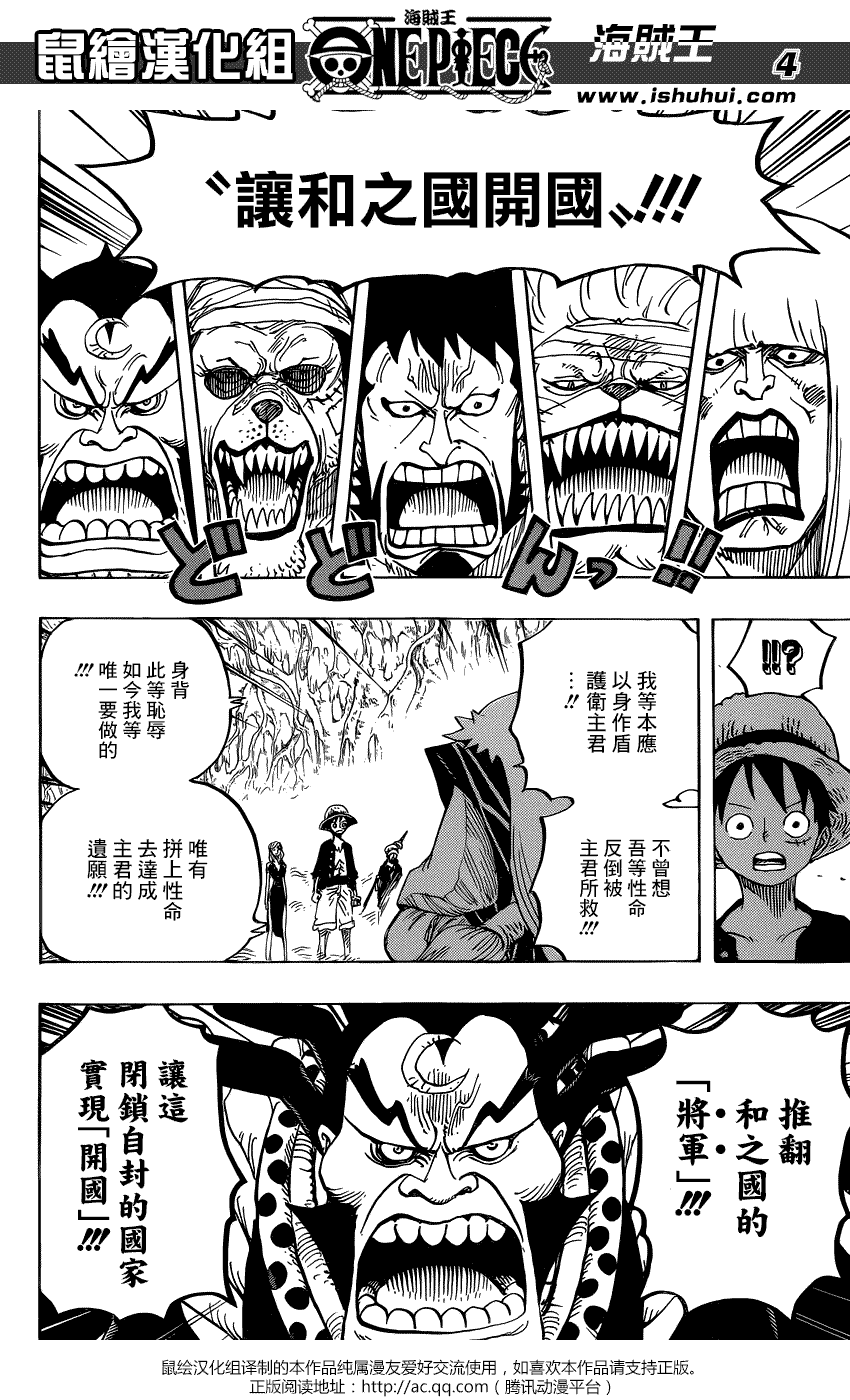 鼠繪漢化組
海賊王
ONE PIECE
海賊王
4
www.ishuhui.com
〝讓和之國開國〟!!!
どどんっ!!
!!?
我等本應
以身作盾
護衛主君
…!!
不曾想
吾等性命
反倒被
主君所救!!!
身背
此等恥辱
如今我等
唯一要做的
!!!
唯有
拼上性命
去達成
主君的
遺願!!!
推翻
和之國的
「將軍」!!!
讓這
閉鎖自封的國家
實現「開國」!!!
鼠绘汉化组译制的本作品纯属漫友爱好交流使用，如喜欢本作品请支持正版。
正版阅读地址：http://ac.qq.com（腾讯动漫平台）